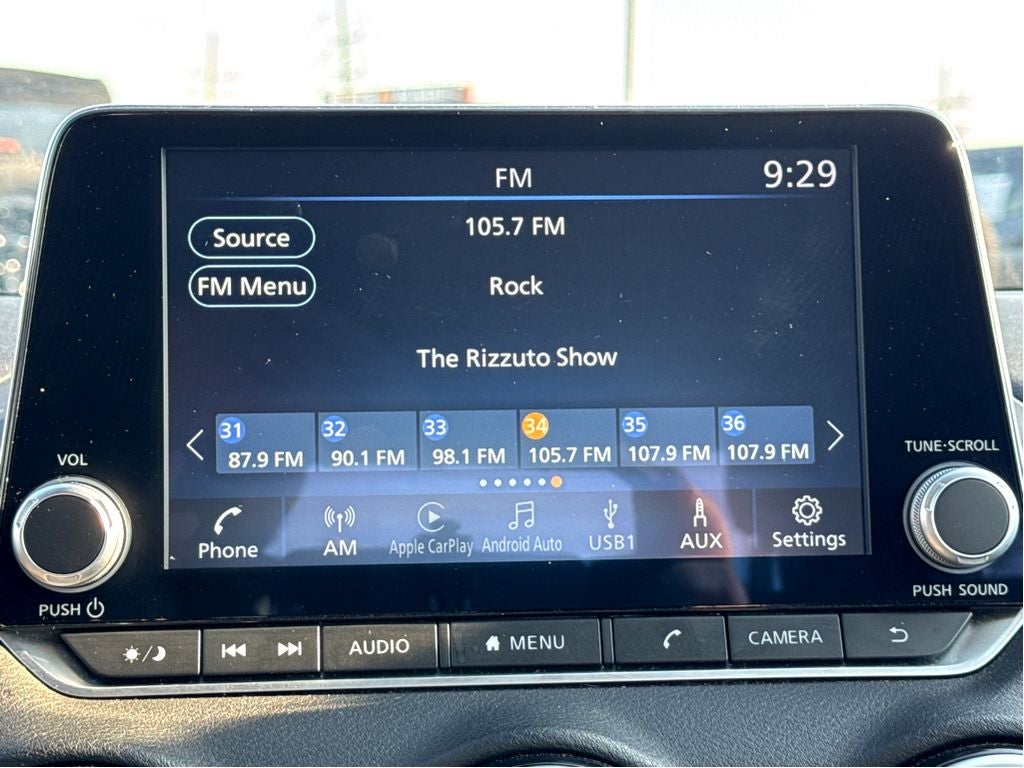 FM
9:29
Source
105.7 FM
FM Menu
Rock
The Rizzuto Show
31 32 33 34 35 36
87.9 FM 90.1 FM 98.1 FM 105.7 FM 107.9 FM 107.9 FM
VOL
TUNE·SCROLL
Phone AM Apple CarPlay Android Auto USB1 AUX Settings
PUSH
PUSH SOUND
AUDIO MENU CAMERA